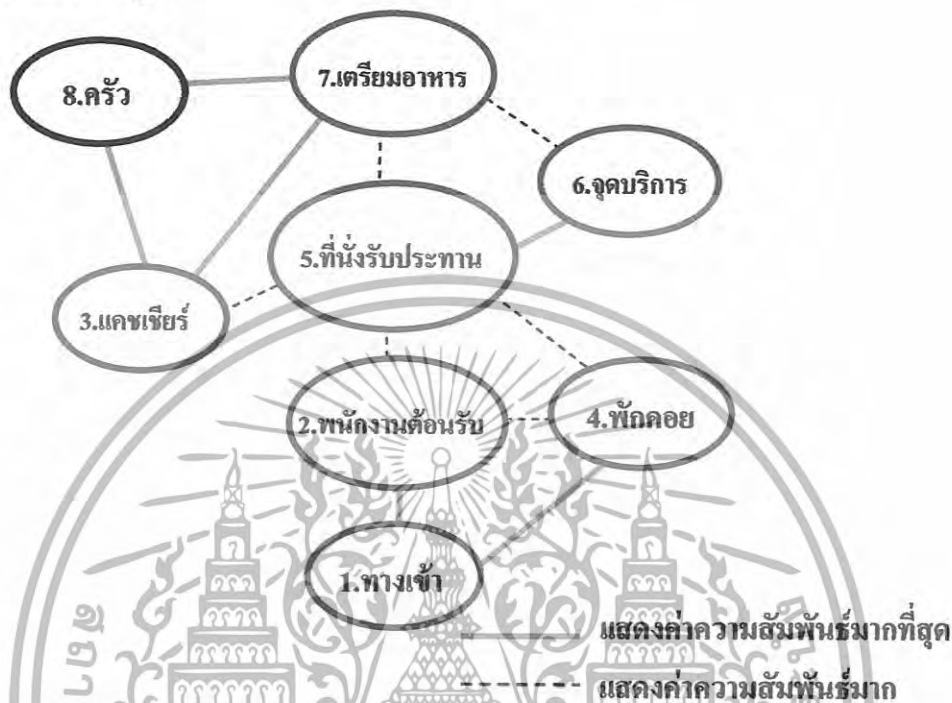 7.เตรียมอาหาร
8.ครัว
6.จุดบริการ
5.ที่นั่งรับประทาน
3.แคชเชียร์
2.พนักงานต้อนรับ
4.พักคอย
1.ทางเข้า
แสดงค่าความสัมพันธ์มากที่สุด
แสดงค่าความสัมพันธ์มาก